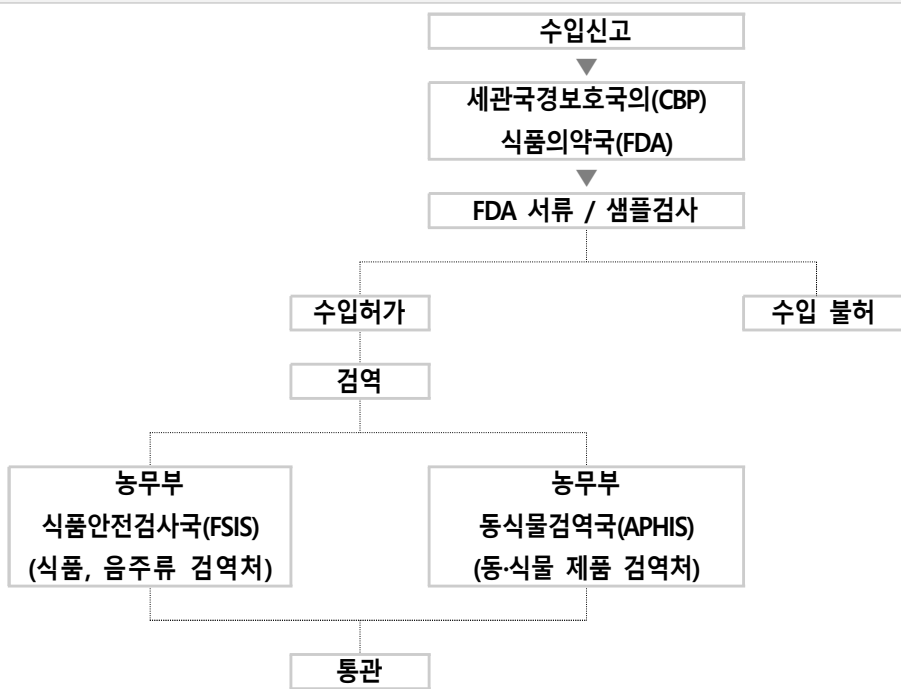 수입신고
세관국경보호국의(CBP)
식품의약국(FDA)
FDA 서류 / 샘플검사
수입허가
수입 불허
검역
농무부
식품안전검사국(FSIS)
(식품, 음주류 검역처)
농무부
동식물검역국(APHIS)
(동·식물 제품 검역처)
통관